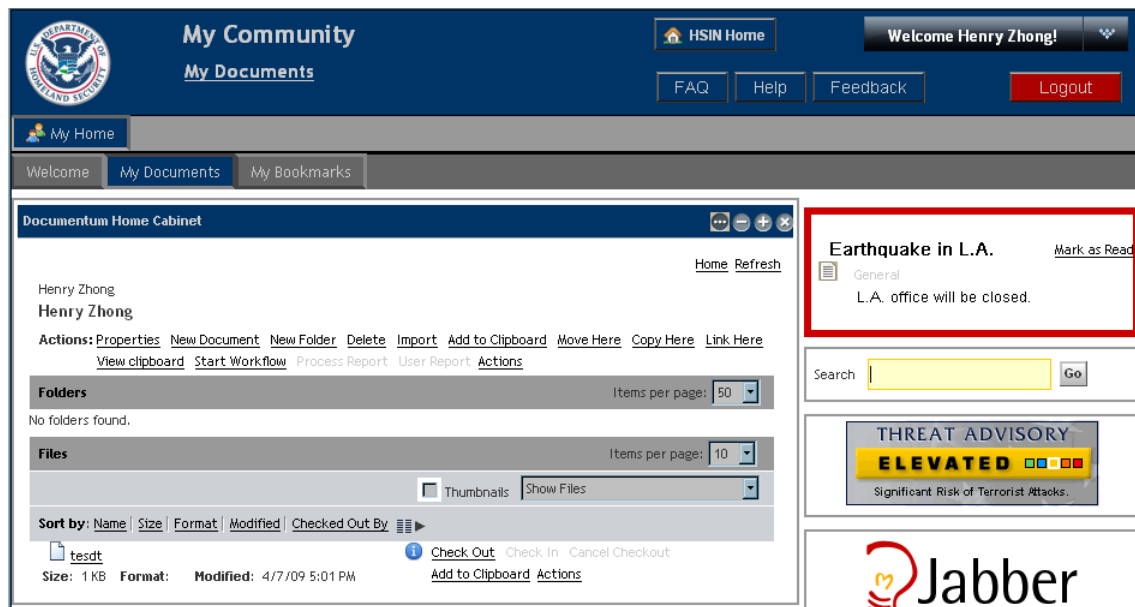 U.S. DEPARTMENT OF HOMELAND SECURITY
My Community
My Documents
HSIN Home
Welcome Henry Zhong!
FAQ
Help
Feedback
Logout
My Home
Welcome
My Documents
My Bookmarks
Documentum Home Cabinet
Home Refresh
Henry Zhong
Henry Zhong
Actions: Properties New Document New Folder Delete Import Add to Clipboard Move Here Copy Here Link Here
View clipboard Start Workflow Process Report User Report Actions
Folders Items per page: 50
No folders found.
Files Items per page: 10
Thumbnails Show Files
Sort by: Name Size Format Modified Checked Out By
tesdt Check Out Check In Cancel Checkout
Size: 1 KB Format: Modified: 4/7/09 5:01 PM Add to Clipboard Actions
Earthquake in L.A. Mark as Read
General
L.A. office will be closed.
Search Go
THREAT ADVISORY
ELEVATED
Significant Risk of Terrorist Attacks.
Jabber